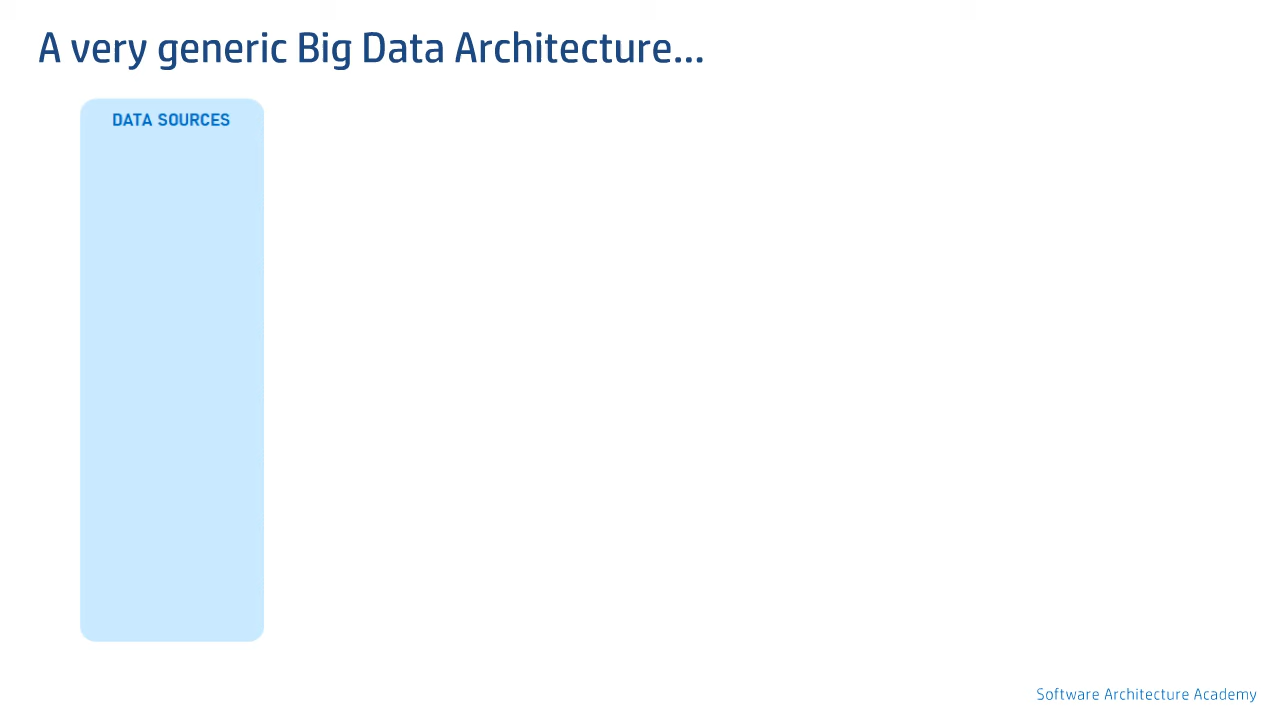 A very generic Big Data Architecture...
DATA SOURCES
Software Architecture Academy